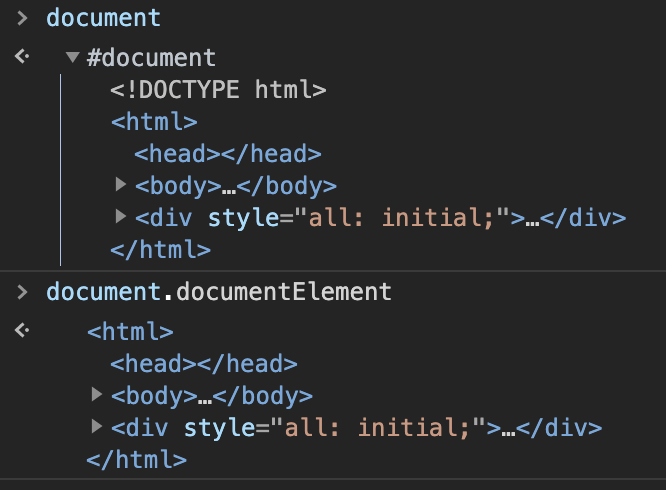 > document
#document
<!DOCTYPE html>
<html>
<head></head>
<body>…</body>
<div style="all: initial;">…</div>
</html>
> document.documentElement
<html>
<head></head>
<body>…</body>
<div style="all: initial;">…</div>
</html>